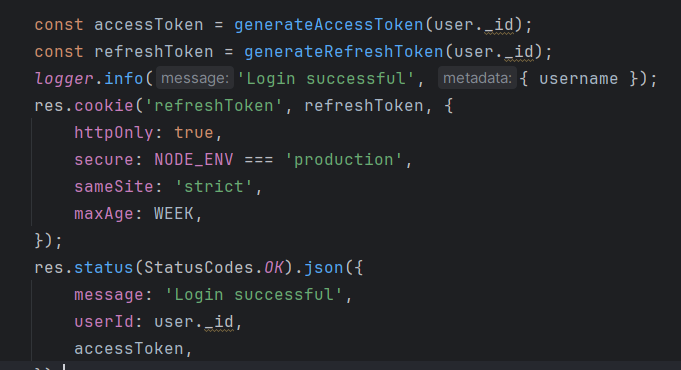 const accessToken = generateAccessToken(user._id);
const refreshToken = generateRefreshToken(user._id);
logger.info( message: 'Login successful', metadata: { username });
res.cookie('refreshToken', refreshToken, {
    httpOnly: true,
    secure: NODE_ENV === 'production',
    sameSite: 'strict',
    maxAge: WEEK,
});
res.status(StatusCodes.OK).json({
    message: 'Login successful',
    userId: user._id,
    accessToken,